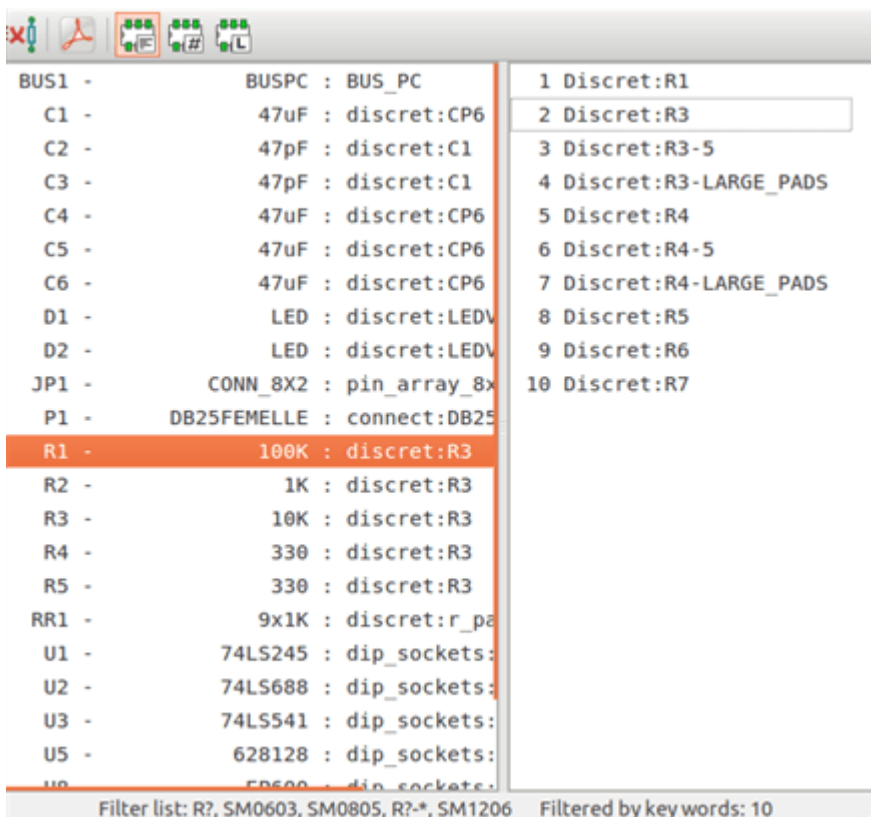 BUS1 - BUSPC : BUS_PC
C1 - 47uF : discret:CP6
C2 - 47pF : discret:C1
C3 - 47pF : discret:C1
C4 - 47uF : discret:CP6
C5 - 47uF : discret:CP6
C6 - 47uF : discret:CP6
D1 - LED : discret:LEDV
D2 - LED : discret:LEDV
JP1 - CONN_8X2 : pin_array_8x
P1 - DB25FEMELLE : connect:DB25
R1 - 100K : discret:R3
R2 - 1K : discret:R3
R3 - 10K : discret:R3
R4 - 330 : discret:R3
R5 - 330 : discret:R3
RR1 - 9x1K : discret:r_pa
U1 - 74LS245 : dip_sockets:
U2 - 74LS688 : dip_sockets:
U3 - 74LS541 : dip_sockets:
U5 - 628128 : dip_sockets:
U8 - EP600 : dip_sockets:
1 Discret:R1
2 Discret:R3
3 Discret:R3-5
4 Discret:R3-LARGE_PADS
5 Discret:R4
6 Discret:R4-5
7 Discret:R4-LARGE_PADS
8 Discret:R5
9 Discret:R6
10 Discret:R7
Filter list: R?, SM0603, SM0805, R?-*, SM1206 Filtered by key words: 10